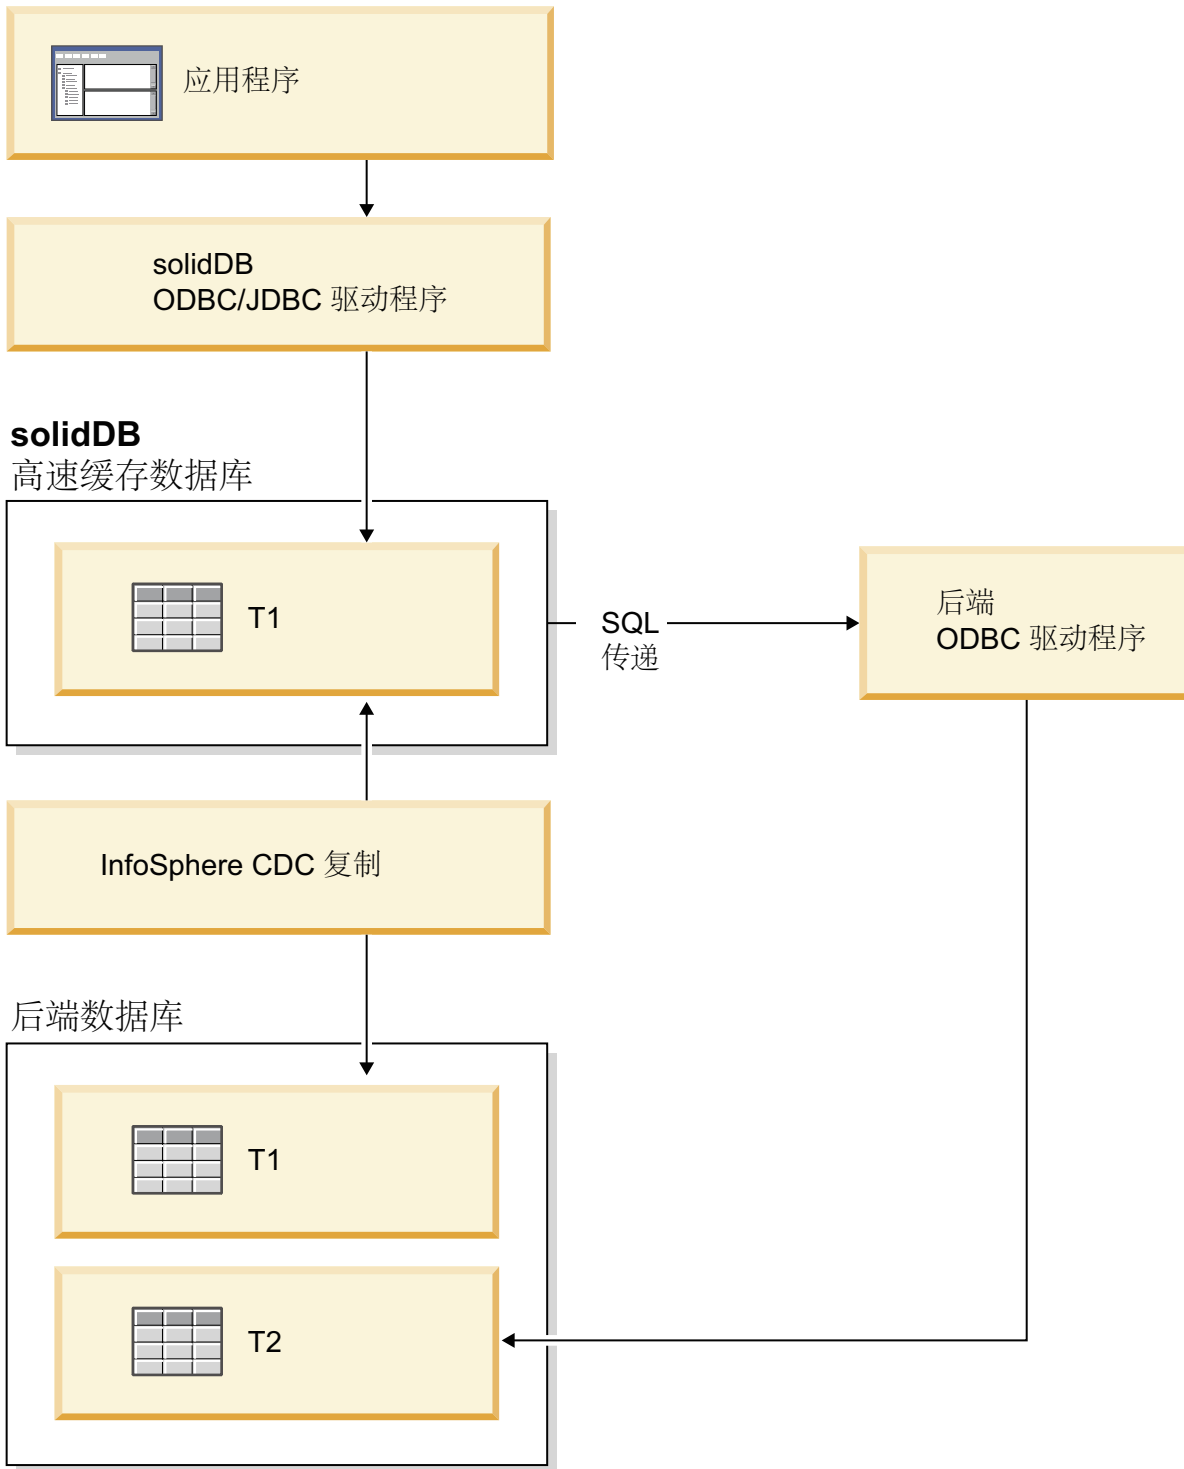 应用程序
solidDB
ODBC/JDBC 驱动程序
solidDB
高速缓存数据库
T1
SQL
传递
后端
ODBC 驱动程序
InfoSphere CDC 复制
后端数据库
T1
T2